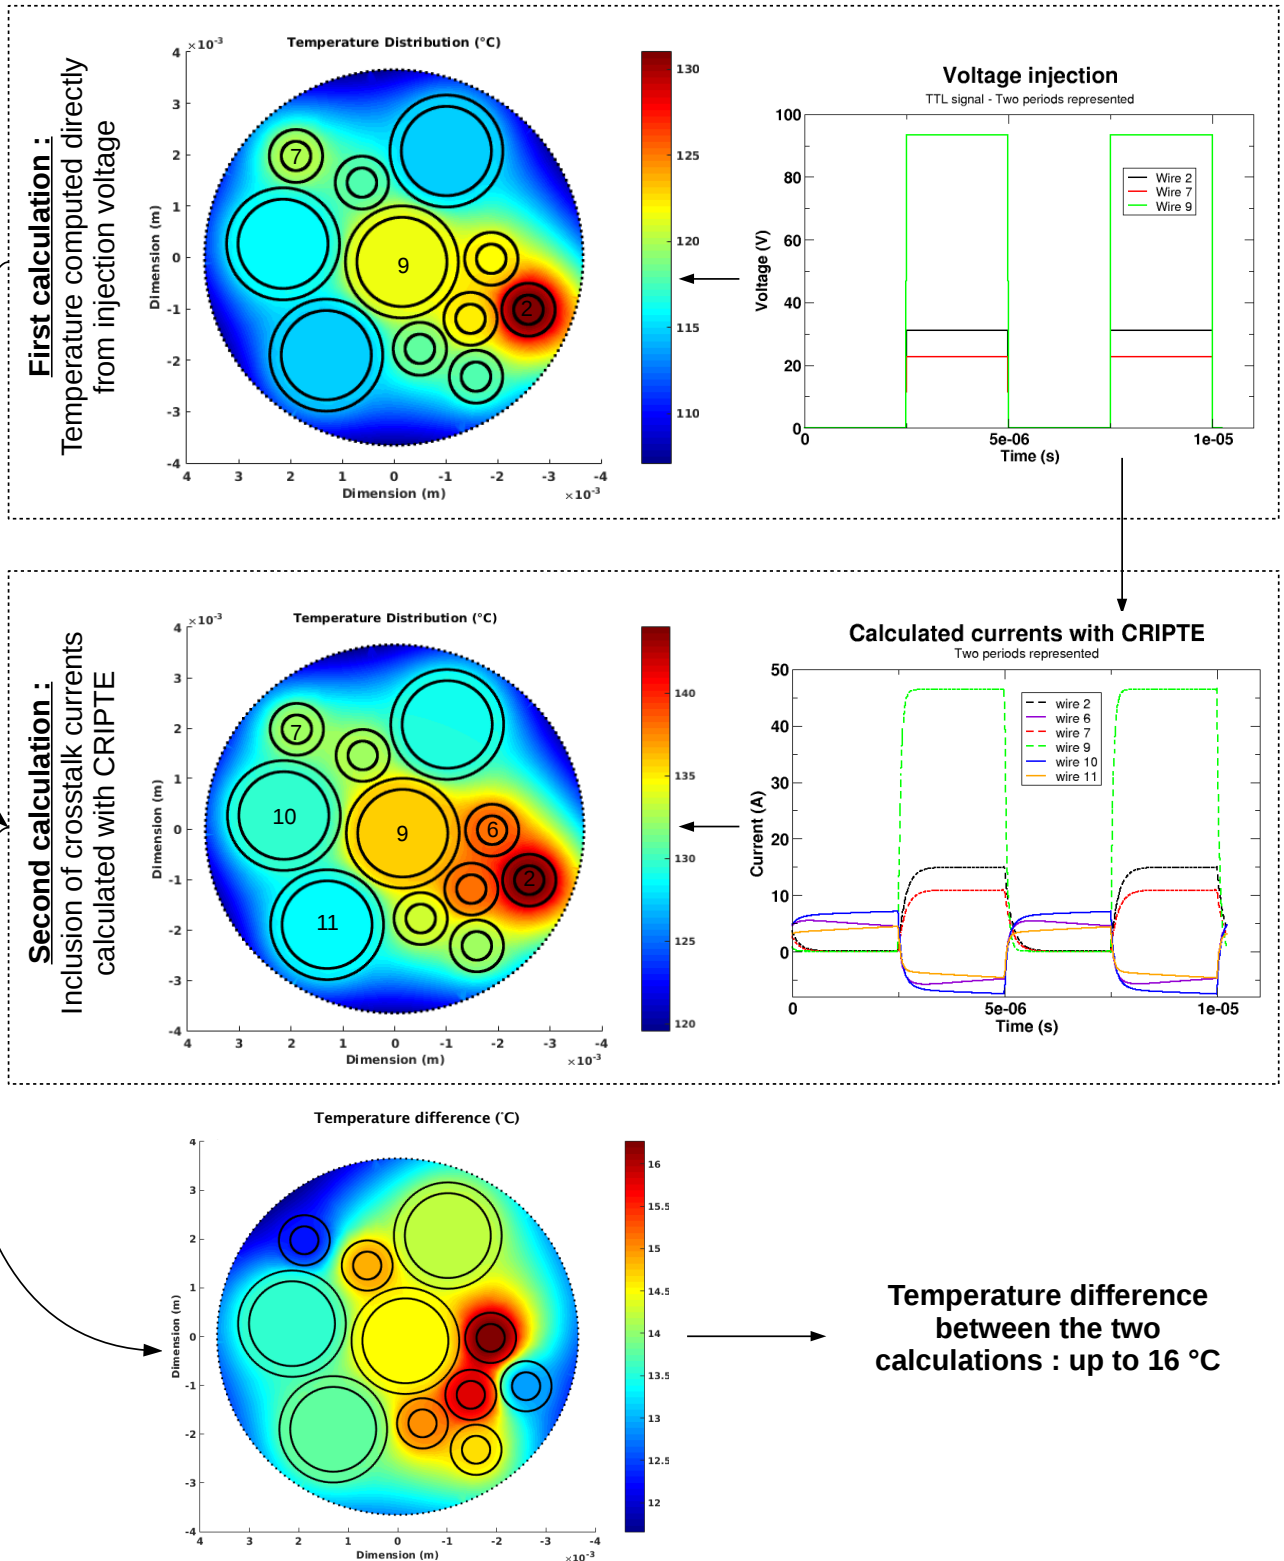 First calculation :
Temperature computed directly
from injection voltage
Temperature Distribution (°C)
×10-3
4
3
2
1
0
-1
-2
-3
-4
Dimension (m)
4 3 2 1 0 -1 -2 -3 -4
Dimension (m)
×10-3
7
9
2
130
125
120
115
110
Voltage injection
TTL signal - Two periods represented
100
80
60
40
20
0
Voltage (V)
Wire 2
Wire 7
Wire 9
0 5e-06 1e-05
Time (s)
Second calculation :
Inclusion of crosstalk currents
calculated with CRIPTE
Temperature Distribution (°C)
×10-3
4
3
2
1
0
-1
-2
-3
-4
Dimension (m)
4 3 2 1 0 -1 -2 -3 -4
Dimension (m)
×10-3
7
10
9
6
2
11
140
135
130
125
120
Calculated currents with CRIPTE
Two periods represented
50
40
30
20
10
0
Current (A)
wire 2
wire 6
wire 7
wire 9
wire 10
wire 11
0 5e-06 1e-05
Time (s)
Temperature difference (°C)
4
3
2
1
0
-1
-2
-3
-4
Dimension (m)
4 3 2 1 0 -1 -2 -3 -4
Dimension (m)
×10-3
16
15.5
15
14.5
14
13.5
13
12.5
12
Temperature difference
between the two
calculations : up to 16 °C